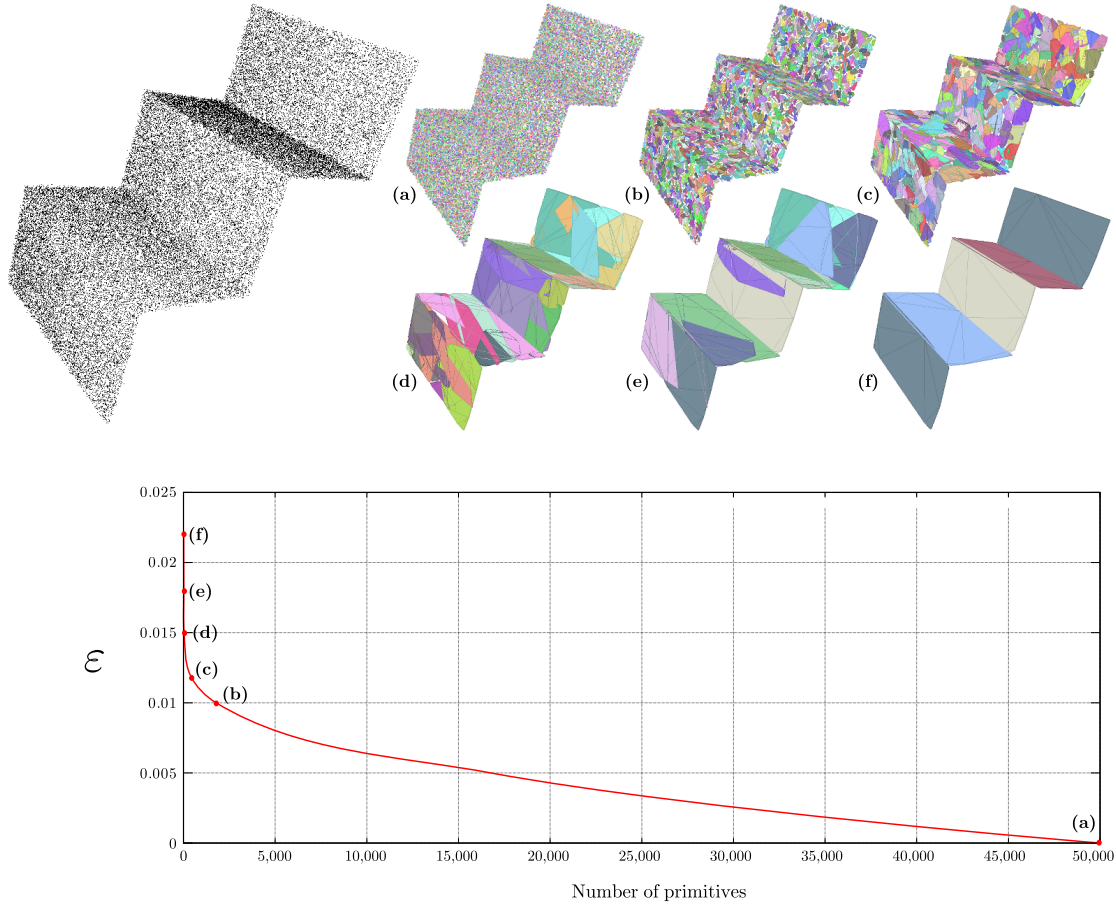 (a)
(b)
(c)
(d)
(e)
(f)
0.025
(f)
0.02
(e)
0.015
(d)
ε
(c)
(b)
0.01
0.005
(a)
0
0 5,000 10,000 15,000 20,000 25,000 30,000 35,000 40,000 45,000 50,000
Number of primitives